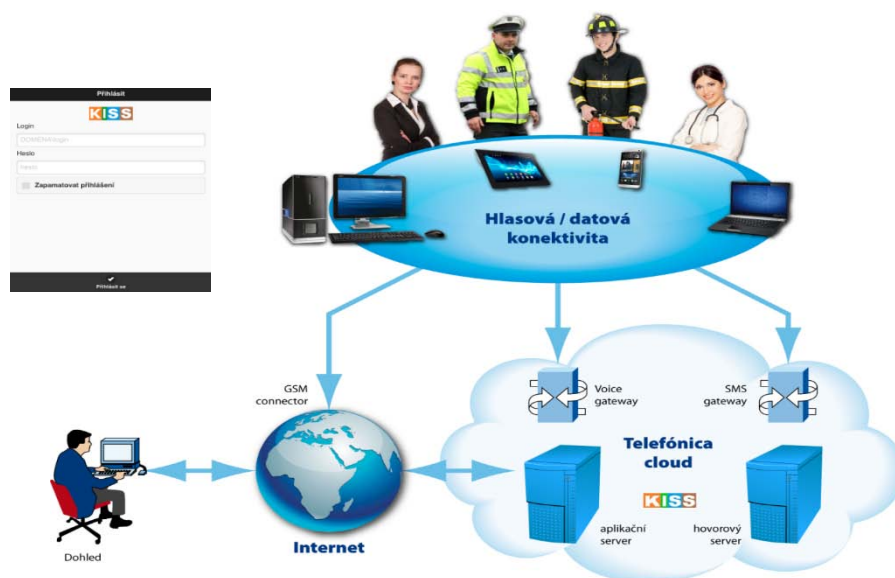 Přihlásit
KISS
Login
DOMENA\login
Heslo
heslo
Zapamatovat přihlášení
Přihlásit se
Hlasová / datová
konektivita
GSM
connector
Voice
gateway
SMS
gateway
Telefónica
cloud
KISS
aplikační
server
hovorový
server
Internet
Dohled